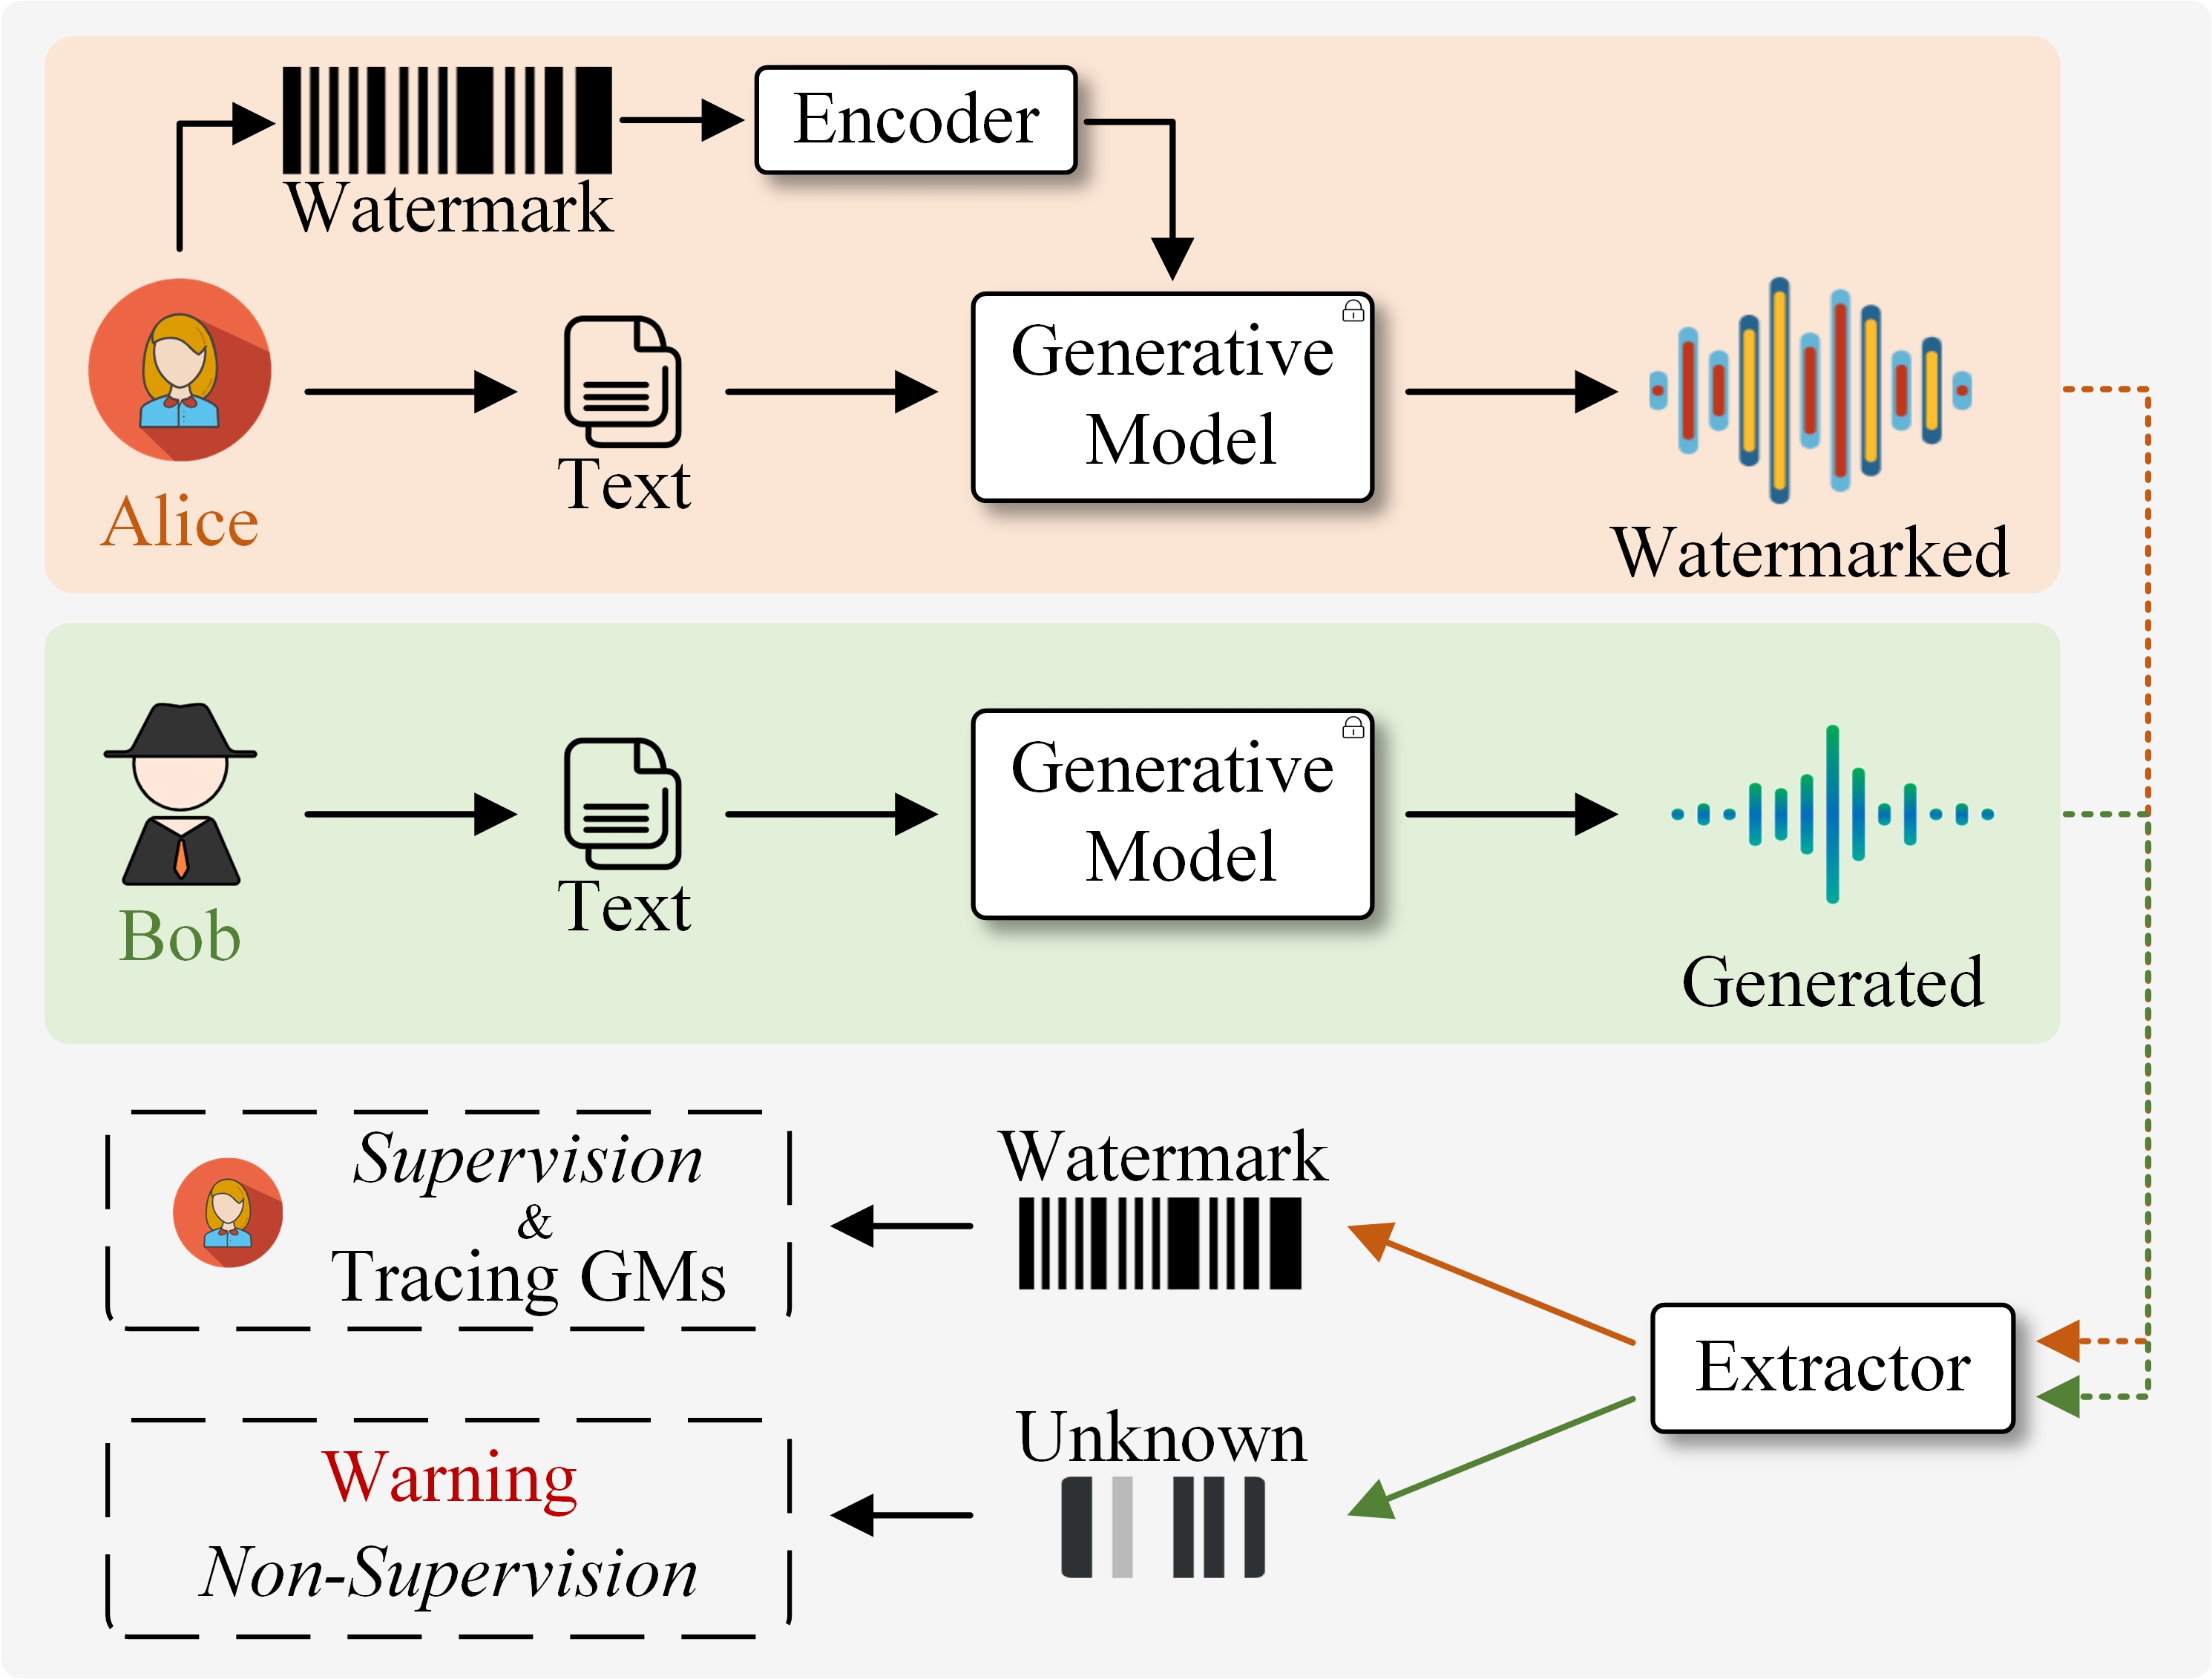 Watermark
Encoder
Alice
Text
Generative
Model
Watermarked
Bob
Text
Generative
Model
Generated
Supervision
&
Tracing GMs
Watermark
Extractor
Warning
Non-Supervision
Unknown